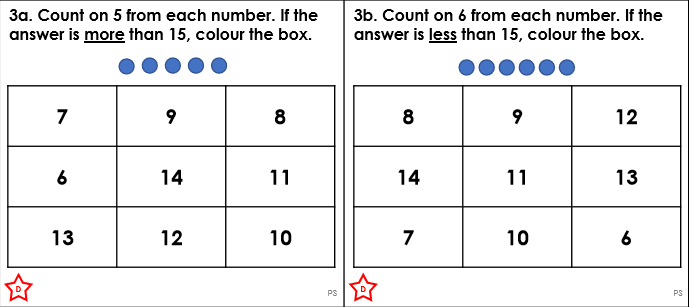 3a. Count on 5 from each number. If the
answer is more than 15, colour the box.
7 9 8
6 14 11
13 12 10
D
PS
3b. Count on 6 from each number. If the
answer is less than 15, colour the box.
8 9 12
14 11 13
7 10 6
D
PS